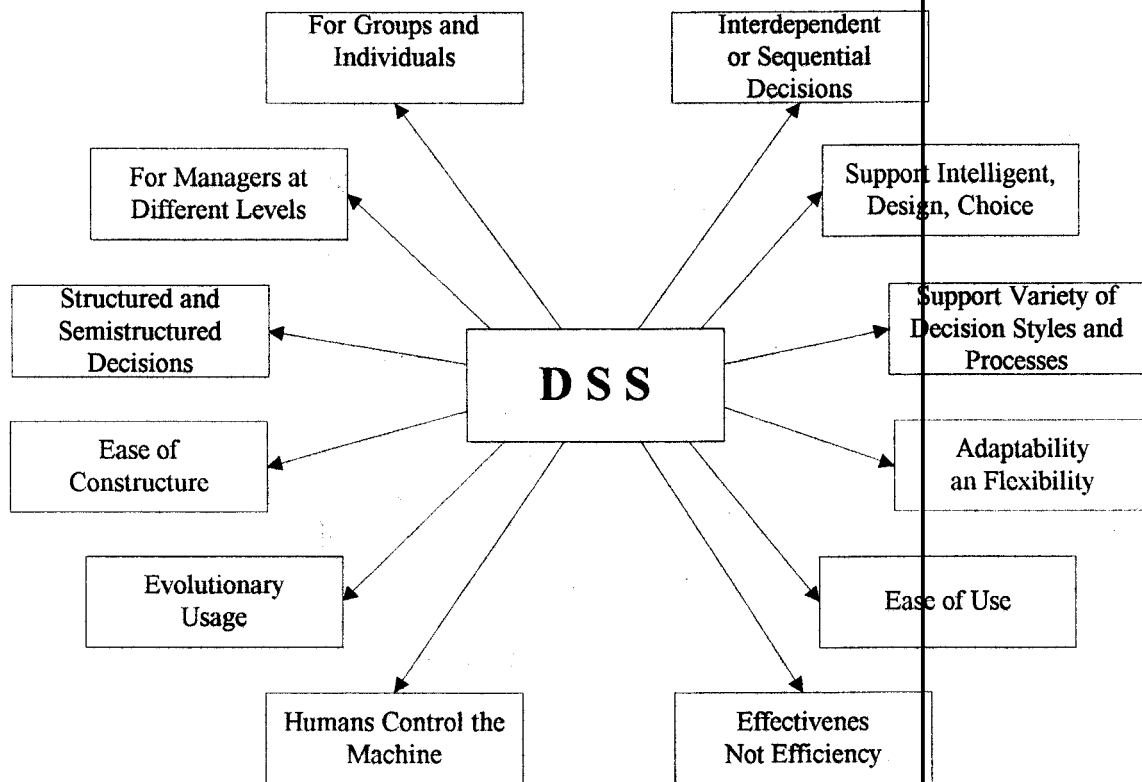 For Groups and
Individuals
Interdependent
or Sequential
Decisions
For Managers at
Different Levels
Support Intelligent,
Design, Choice
Structured and
Semistructured
Decisions
Support Variety of
Decision Styles and
Processes
D S S
Ease of
Constructure
Adaptability
an Flexibility
Evolutionary
Usage
Ease of Use
Humans Control the
Machine
Effectivenes
Not Efficiency